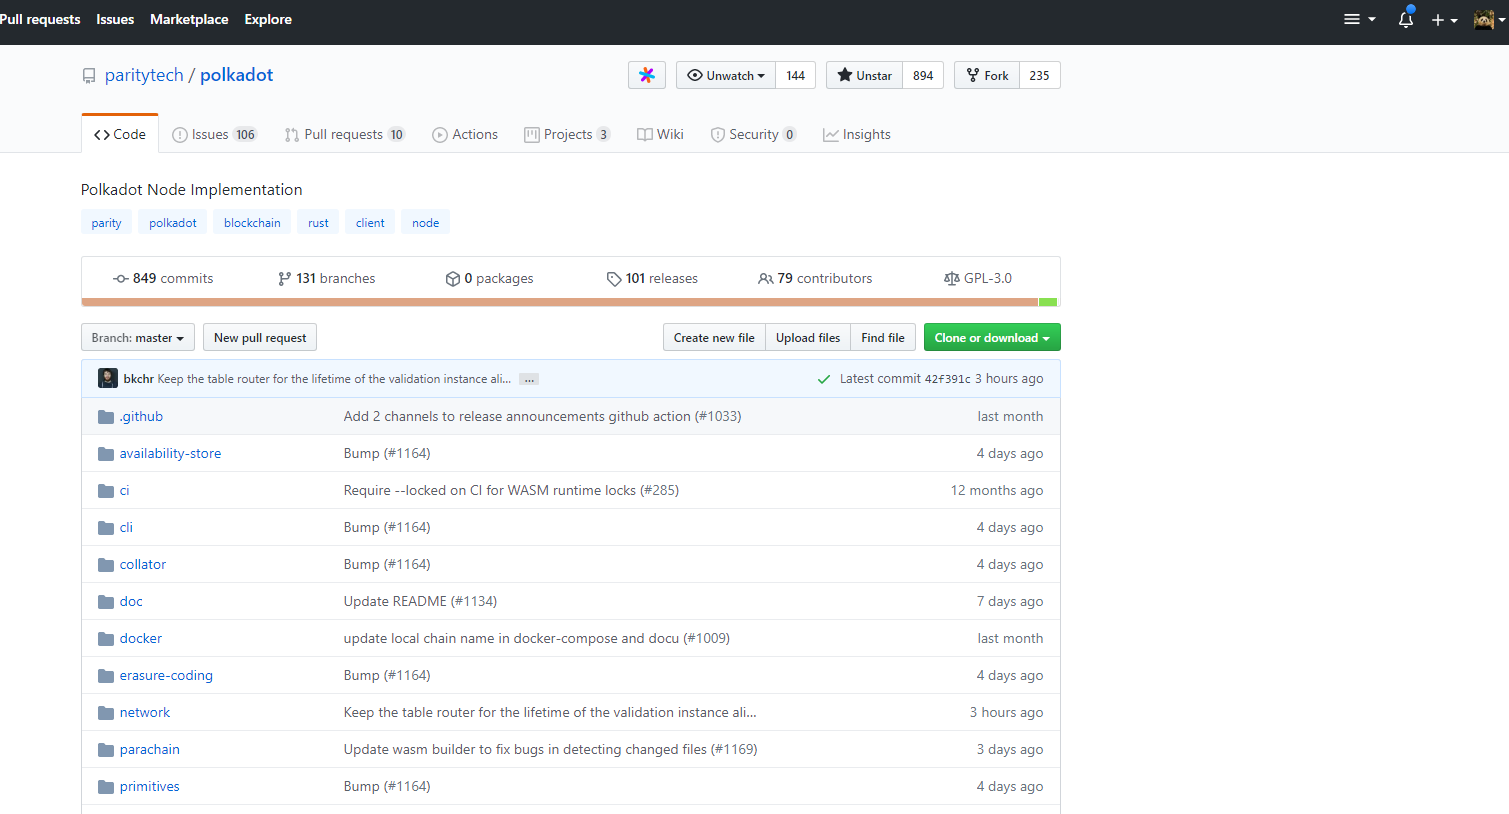 Pull requests Issues Marketplace Explore
paritytech / polkadot
Unwatch 144 Unstar 894 Fork 235
Code Issues 106 Pull requests 10 Actions Projects 3 Wiki Security 0 Insights
Polkadot Node Implementation
parity polkadot blockchain rust client node
849 commits 131 branches 0 packages 101 releases 79 contributors GPL-3.0
Branch: master New pull request Create new file Upload files Find file Clone or download
bkchr Keep the table router for the lifetime of the validation instance ali... ... Latest commit 42f391c 3 hours ago
.github Add 2 channels to release announcements github action (#1033) last month
availability-store Bump (#1164) 4 days ago
ci Require --locked on CI for WASM runtime locks (#285) 12 months ago
cli Bump (#1164) 4 days ago
collator Bump (#1164) 4 days ago
doc Update README (#1134) 7 days ago
docker update local chain name in docker-compose and docu (#1009) last month
erasure-coding Bump (#1164) 4 days ago
network Keep the table router for the lifetime of the validation instance ali... 3 hours ago
parachain Update wasm builder to fix bugs in detecting changed files (#1169) 3 days ago
primitives Bump (#1164) 4 days ago